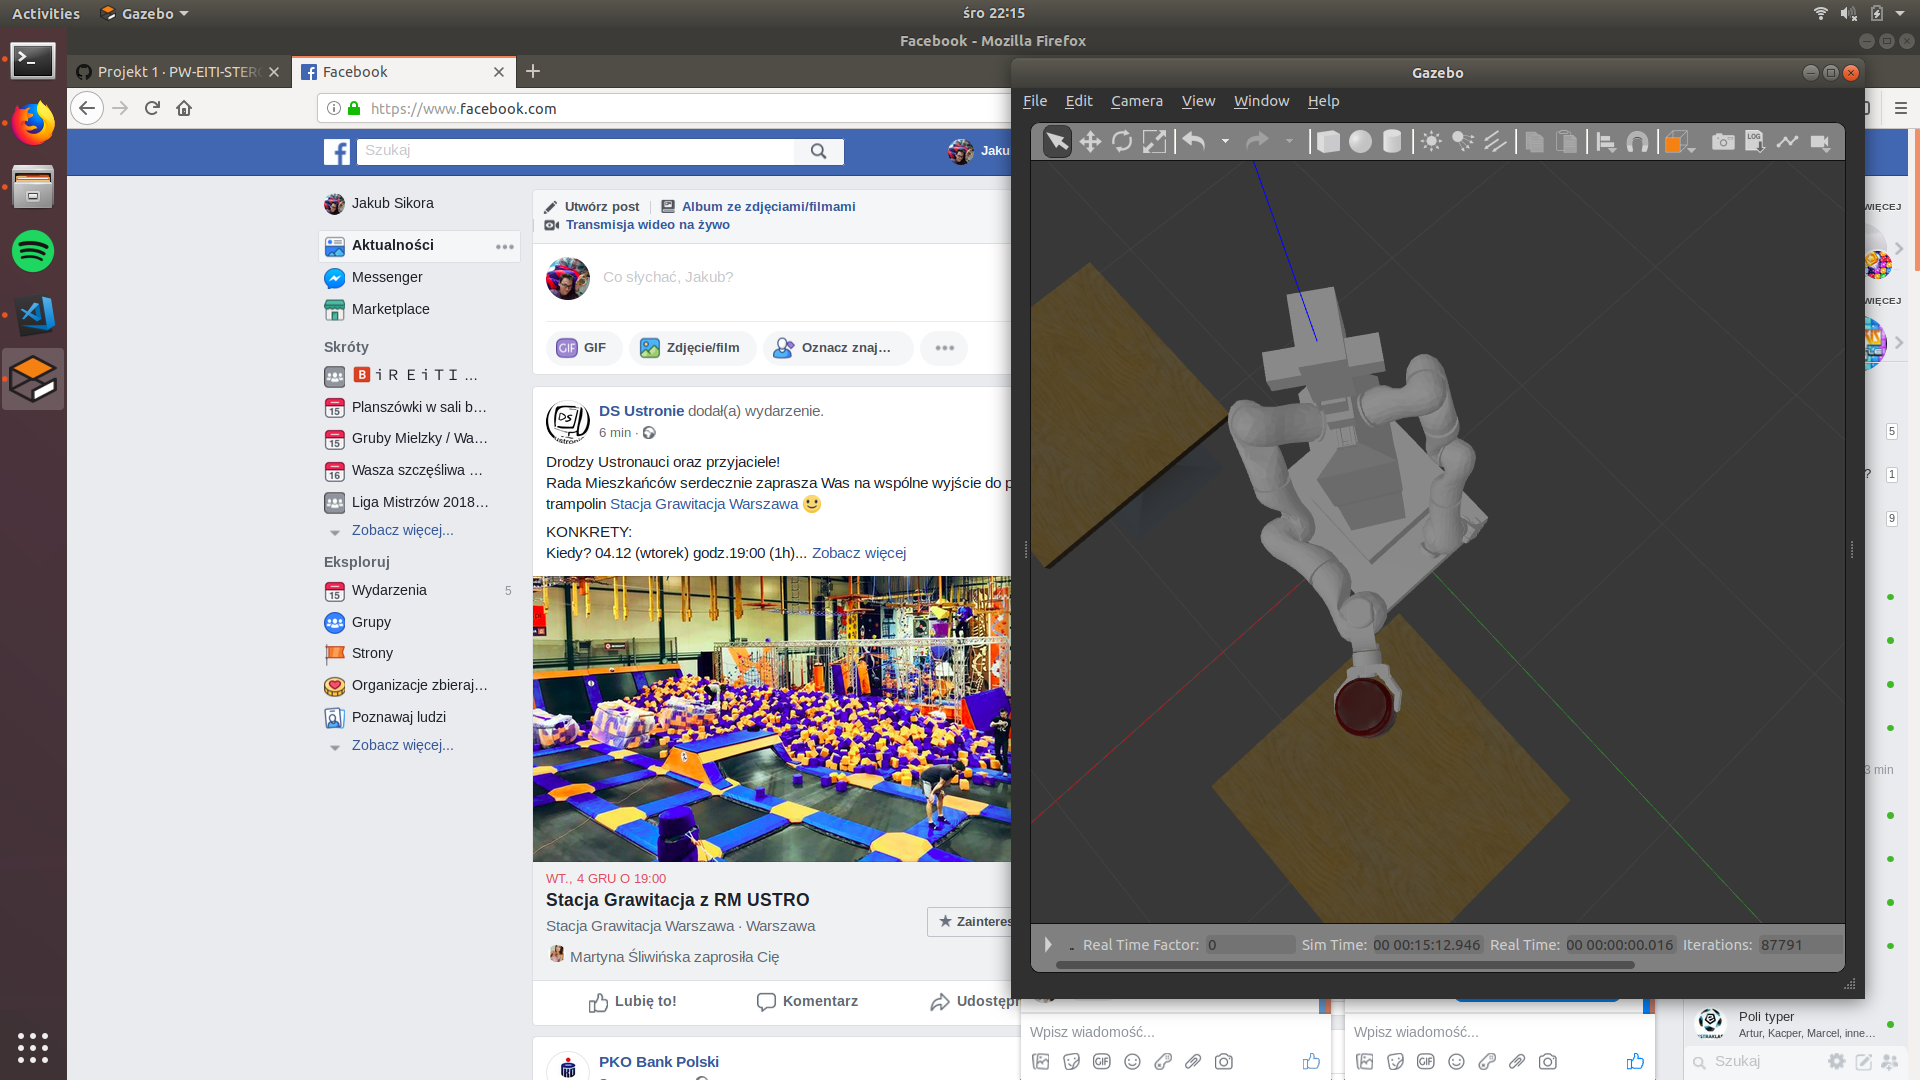 Activities
Gazebo
śro 22:15
Facebook - Mozilla Firefox
Projekt 1 · PW-EITI-STERO
Facebook
https://www.facebook.com
Szukaj
Jaku
Jakub Sikora
Aktualności
Messenger
Marketplace
Skróty
B i R E i T I ...
Planszówki w sali b...
Gruby Mielzky / Wa...
Wasza szczęśliwa ...
Liga Mistrzów 2018...
Zobacz więcej...
Eksploruj
Wydarzenia 5
Grupy
Strony
Organizacje zbieraj...
Poznawaj ludzi
Zobacz więcej...
Utwórz post
Album ze zdjęciami/filmami
Transmisja wideo na żywo
Co słychać, Jakub?
GIF
Zdjęcie/film
Oznacz znaj...
DS Ustronie dodał(a) wydarzenie.
6 min ·
Drodzy Ustronauci oraz przyjaciele!
Rada Mieszkańców serdecznie zaprasza Was na wspólne wyjście do p
trampolin Stacja Grawitacja Warszawa
KONKRETY:
Kiedy? 04.12 (wtorek) godz.19:00 (1h)... Zobacz więcej
WT., 4 GRU O 19:00
Stacja Grawitacja z RM USTRO
Stacja Grawitacja Warszawa · Warszawa
Zainteres
Martyna Śliwińska zaprosiła Cię
Lubię to!
Komentarz
Udostępn
PKO Bank Polski
Gazebo
File Edit Camera View Window Help
LOG
Real Time Factor: 0 Sim Time: 00 00:15:12.946 Real Time: 00 00:00:00.016 Iterations: 87791
WIĘCEJ
WIĘCEJ
5
? 1
9
3 min
Wpisz wiadomość...
GIF
Wpisz wiadomość...
GIF
Poli typer
Artur, Kacper, Marcel, inne...
Szukaj